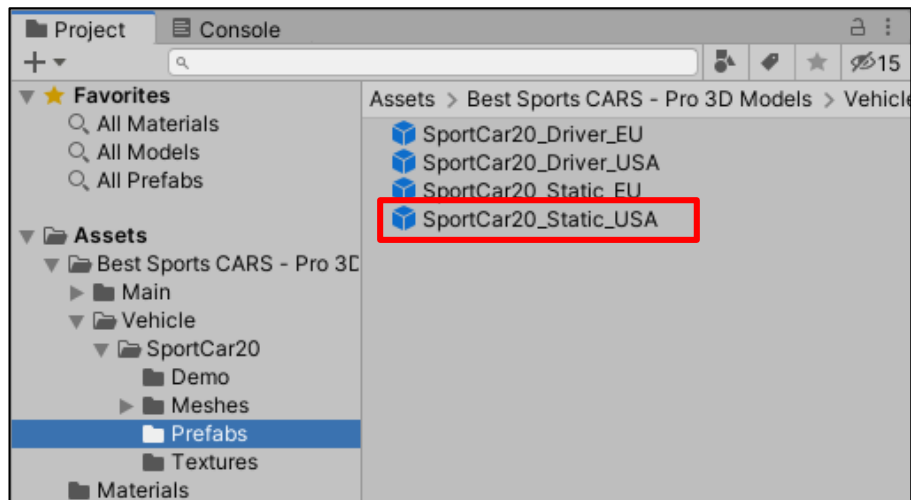 Project Console
15
Favorites
All Materials
All Models
All Prefabs
Assets
Best Sports CARS - Pro 3D
Main
Vehicle
SportCar20
Demo
Meshes
Prefabs
Textures
Materials
Assets > Best Sports CARS - Pro 3D Models > Vehicle
SportCar20_Driver_EU
SportCar20_Driver_USA
SportCar20_Static_EU
SportCar20_Static_USA